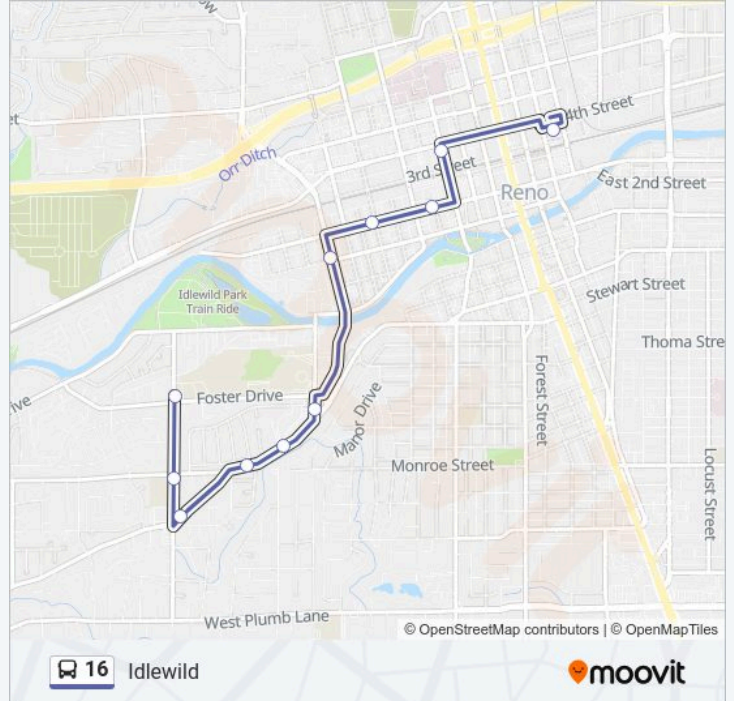 ow
et
4th Street
Orr Ditch
3rd Street
East 2nd Street
Reno
Stewart Street
Idlewild Park
Train Ride
Thoma Stre
Foster Drive
ive
Forest Street
Manor Drive
Monroe Street
Locust Street
West Plumb Lane
© OpenStreetMap contributors | © OpenMapTiles
16 Idlewild
moovit